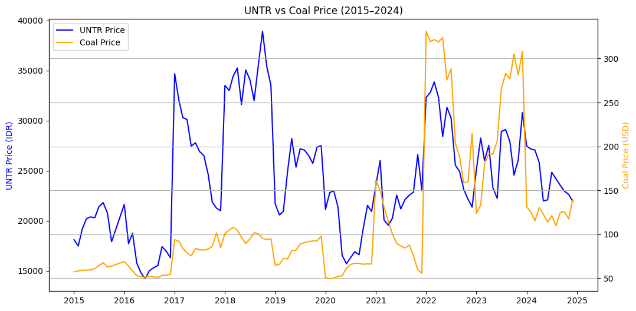 UNTR vs Coal Price (2015–2024)
UNTR Price
Coal Price
UNTR Price (IDR)
40000
35000
30000
25000
20000
15000
300
250
200
150
100
50
Coal Price (USD)
2015 2016 2017 2018 2019 2020 2021 2022 2023 2024 2025